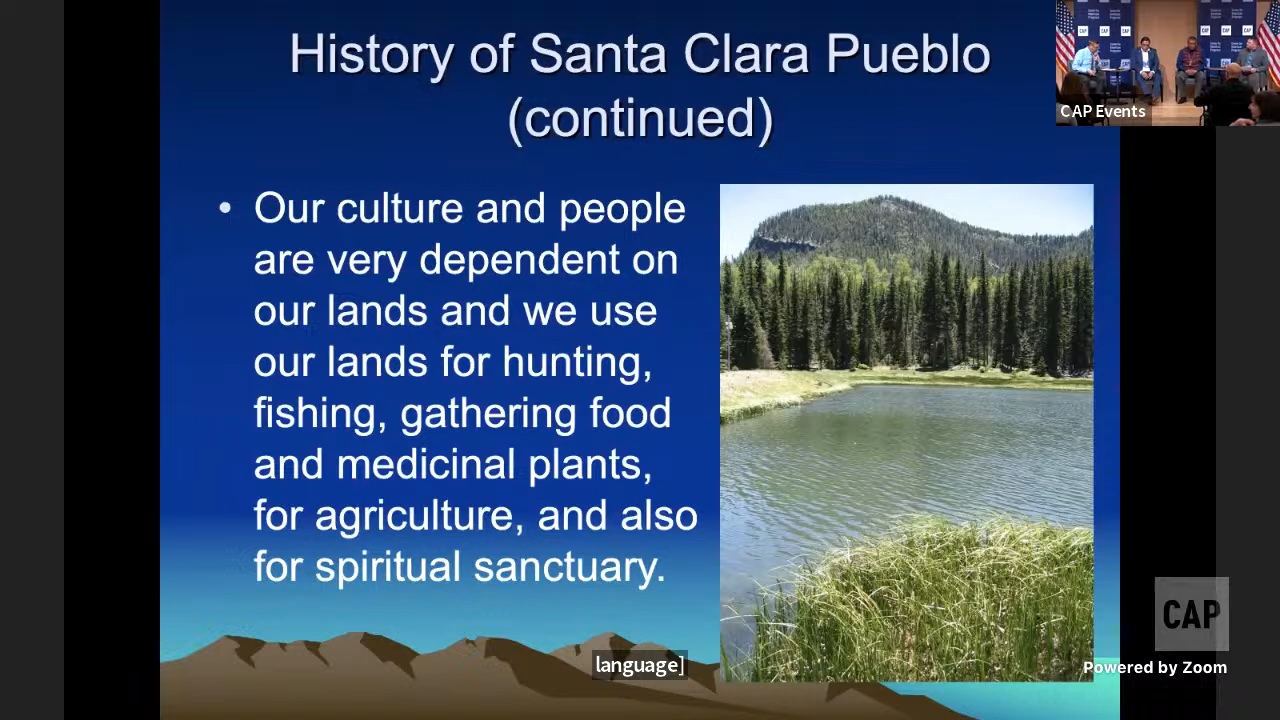 History of Santa Clara Pueblo
(continued)
• Our culture and people
are very dependent on
our lands and we use
our lands for hunting,
fishing, gathering food
and medicinal plants,
for agriculture, and also
for spiritual sanctuary.
CAP Events
CAP
language]
Powered by Zoom